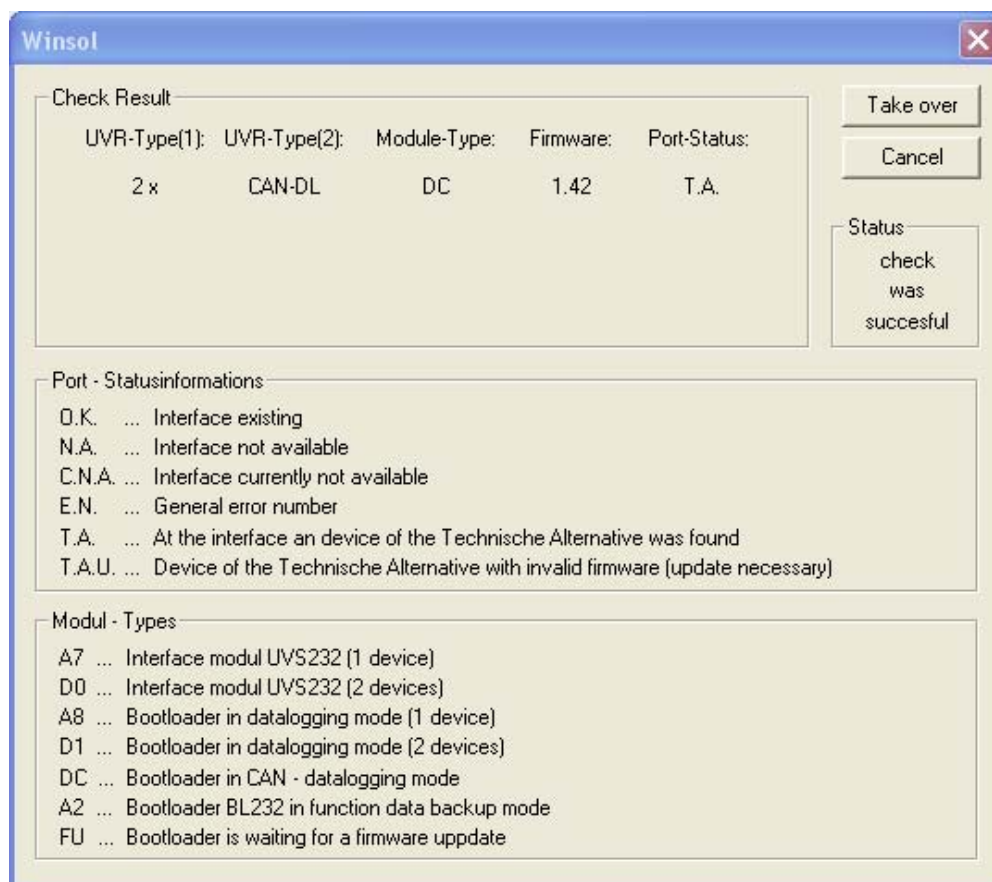 Winsol
Check Result
UVR-Type(1): UVR-Type(2): Module-Type: Firmware: Port-Status:
2 x CAN-DL DC 1.42 T.A.
Take over
Cancel
Status
check
was
succesful
Port - Statusinformations
O.K. ... Interface existing
N.A. ... Interface not available
C.N.A. ... Interface currently not available
E.N. ... General error number
T.A. ... At the interface an device of the Technische Alternative was found
T.A.U. ... Device of the Technische Alternative with invalid firmware (update necessary)
Modul - Types
A7 ... Interface modul UVS232 (1 device)
D0 ... Interface modul UVS232 (2 devices)
A8 ... Bootloader in datalogging mode (1 device)
D1 ... Bootloader in datalogging mode (2 devices)
DC ... Bootloader in CAN - datalogging mode
A2 ... Bootloader BL232 in function data backup mode
FU ... Bootloader is waiting for a firmware uppdate